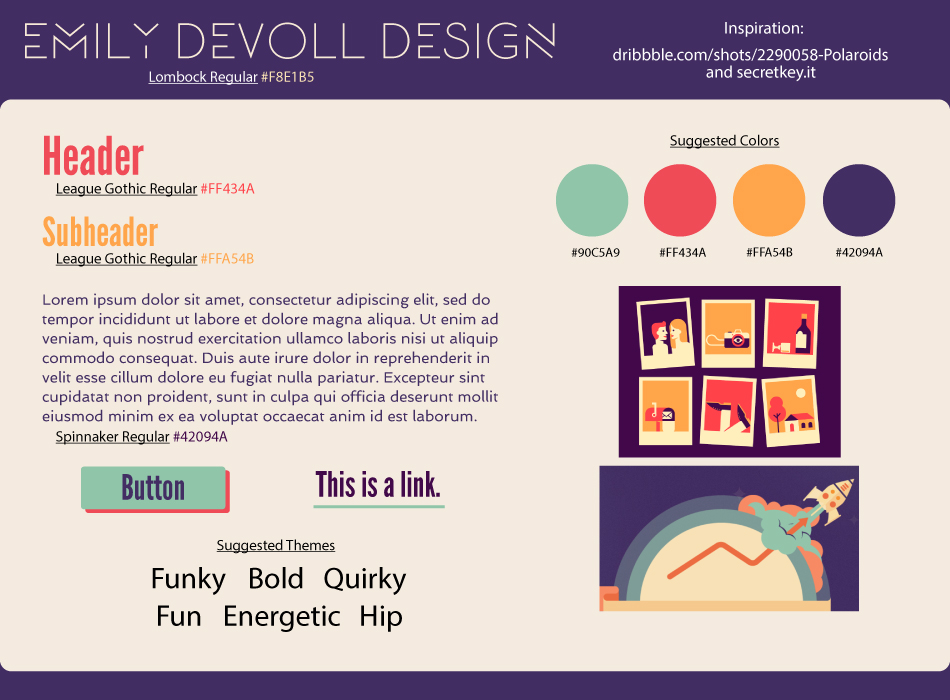 EMILY DEVOLL DESIGN
Lombock Regular #F8E1B5
Inspiration:
dribbble.com/shots/2290058-Polaroids
and secretkey.it
Header
League Gothic Regular #FF434A
Subheader
League Gothic Regular #FFA54B
Lorem ipsum dolor sit amet, consectetur adipiscing elit, sed do
tempor incididunt ut labore et dolore magna aliqua. Ut enim ad
veniam, quis nostrud exercitation ullamco laboris nisi ut aliquip
commodo consequat. Duis aute irure dolor in reprehenderit in
velit esse cillum dolore eu fugiat nulla pariatur. Excepteur sint
cupidatat non proident, sunt in culpa qui officia deserunt mollit
eiusmod minim ex ea voluptat occaecat anim id est laborum.
Spinnaker Regular #42094A
Button
This is a link.
Suggested Themes
Funky Bold Quirky
Fun Energetic Hip
Suggested Colors
#90C5A9 #FF434A #FFA54B #42094A